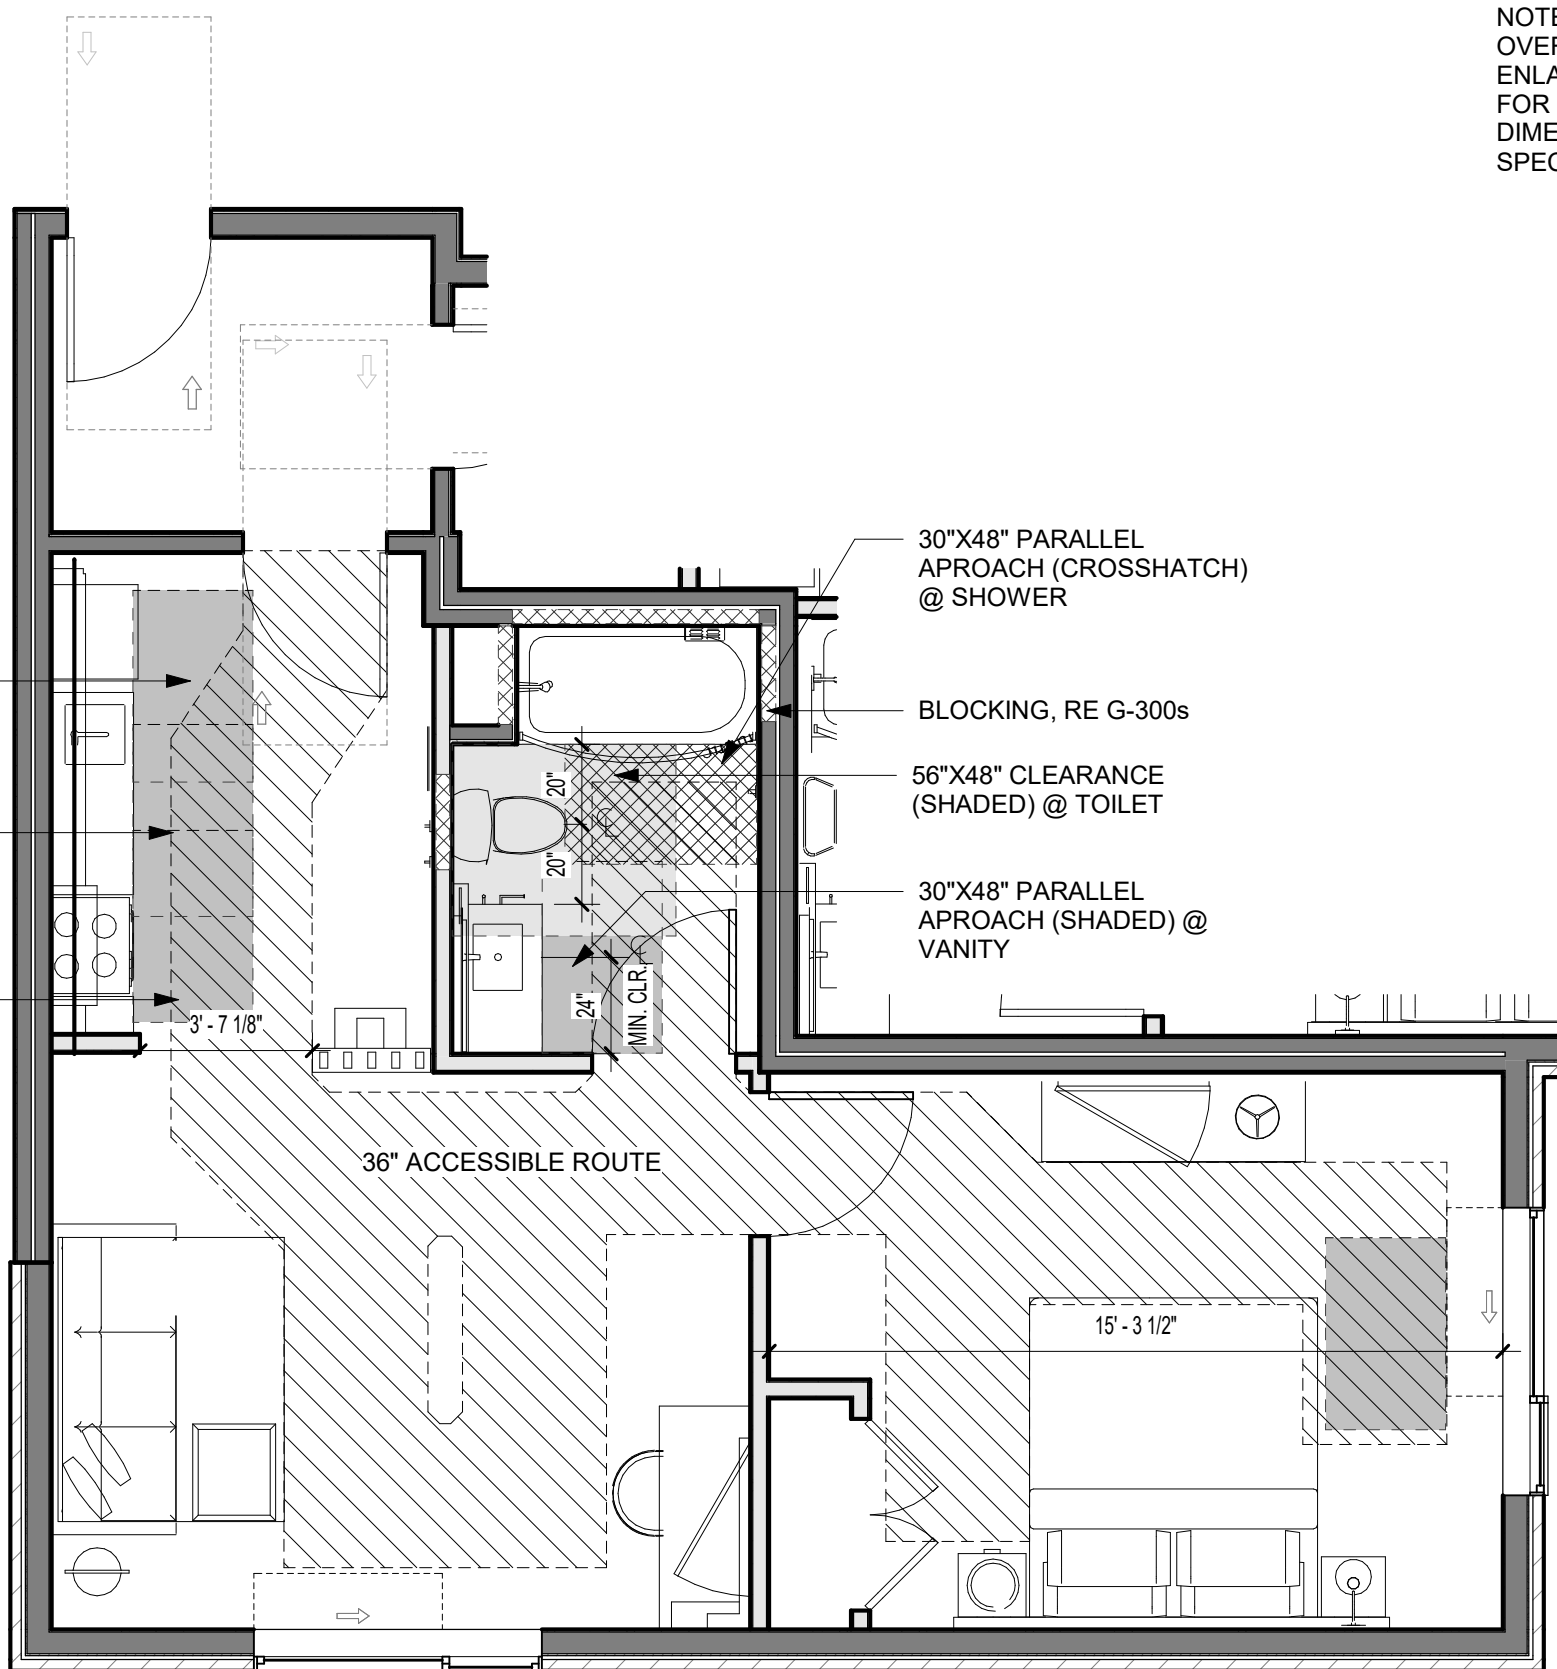 NOTE
OVER
ENLA
FOR
DIME
SPEC
30"X48" PARALLEL
APROACH (CROSSHATCH)
@ SHOWER
BLOCKING, RE G-300s
56"X48" CLEARANCE
(SHADED) @ TOILET
20"
20"
30"X48" PARALLEL
APROACH (SHADED) @
VANITY
24"
MIN. CLR.
3' - 7 1/8"
36" ACCESSIBLE ROUTE
15' - 3 1/2"